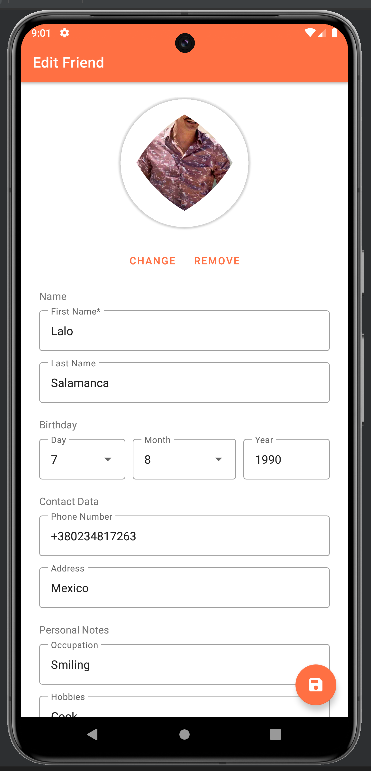 9:01
Edit Friend
CHANGE REMOVE
Name
First Name*
Lalo
Last Name
Salamanca
Birthday
Day Month Year
7 8 1990
Contact Data
Phone Number
+380234817263
Address
Mexico
Personal Notes
Occupation
Smiling
Hobbies
Cook